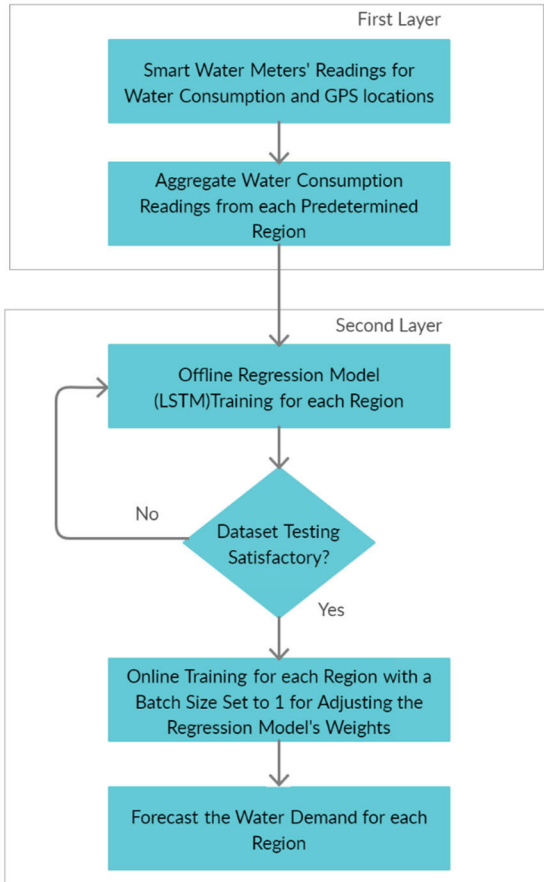 First Layer
Smart Water Meters' Readings for
Water Consumption and GPS locations
Aggregate Water Consumption
Readings from each Predetermined
Region
Second Layer
Offline Regression Model
(LSTM)Training for each Region
No
Dataset Testing
Satisfactory?
Yes
Online Training for each Region with a
Batch Size Set to 1 for Adjusting the
Regression Model's Weights
Forecast the Water Demand for each
Region